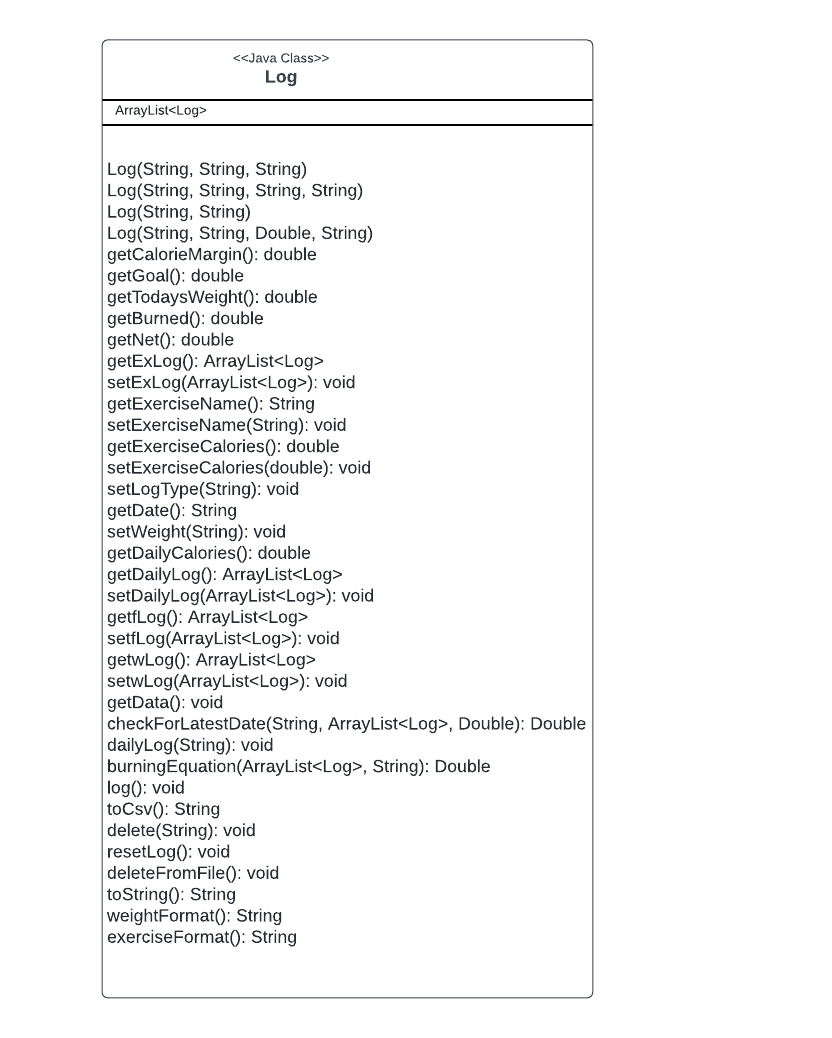 <<Java Class>>
Log
ArrayList<Log>
Log(String, String, String)
Log(String, String, String, String)
Log(String, String)
Log(String, String, Double, String)
getCalorieMargin(): double
getGoal(): double
getTodaysWeight(): double
getBurned(): double
getNet(): double
getExLog(): ArrayList<Log>
setExLog(ArrayList<Log>): void
getExerciseName(): String
setExerciseName(String): void
getExerciseCalories(): double
setExerciseCalories(double): void
setLogType(String): void
getDate(): String
setWeight(String): void
getDailyCalories(): double
getDailyLog(): ArrayList<Log>
setDailyLog(ArrayList<Log>): void
getfLog(): ArrayList<Log>
setfLog(ArrayList<Log>): void
getwLog(): ArrayList<Log>
setwLog(ArrayList<Log>): void
getData(): void
checkForLatestDate(String, ArrayList<Log>, Double): Double
dailyLog(String): void
burningEquation(ArrayList<Log>, String): Double
log(): void
toCsv(): String
delete(String): void
resetLog(): void
deleteFromFile(): void
toString(): String
weightFormat(): String
exerciseFormat(): String